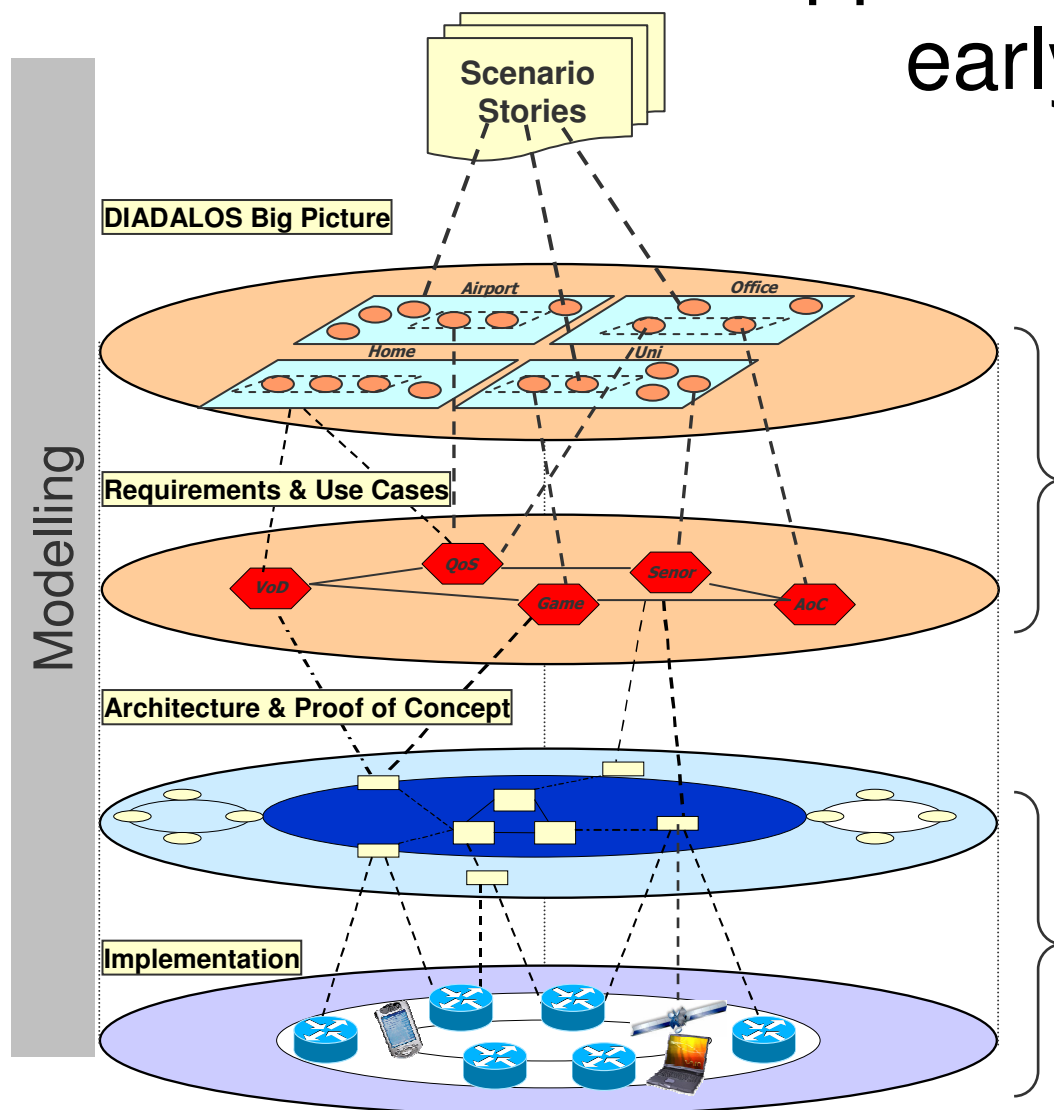 early
Scenario
Stories
DIADALOS Big Picture
Airport
Office
Home
Uni
Modelling
Requirements & Use Cases
QoS
Senor
VoD
Game
AoC
Architecture & Proof of Concept
Implementation